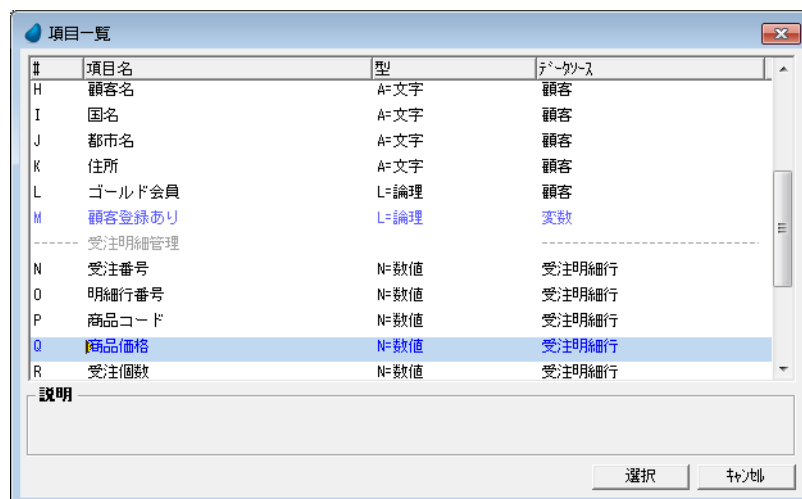 項目一覧
# 項目名 型 データソース
H 顧客名 A=文字 顧客
I 国名 A=文字 顧客
J 都市名 A=文字 顧客
K 住所 A=文字 顧客
L ゴールド会員 L=論理 顧客
M 顧客登録あり L=論理 変数
------ 受注明細管理 -----------------------------
N 受注番号 N=数値 受注明細行
O 明細行番号 N=数値 受注明細行
P 商品コード N=数値 受注明細行
Q 商品価格 N=数値 受注明細行
R 受注個数 N=数値 受注明細行
説明
選択 キャンセル